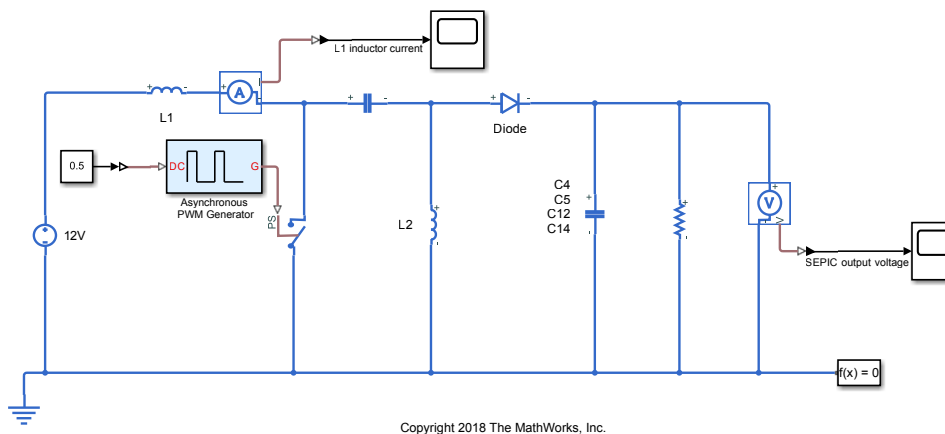 L1 inductor current
+
-
L1
+
A
I
-
+
-
+
-
Diode
0.5
DC
G
Asynchronous
PWM Generator
PS
12V
L2
+
-
C4
C5
C12
C14
+
-
+
-
+
V
-
V
SEPIC output voltage
f(x) = 0
Copyright 2018 The MathWorks, Inc.